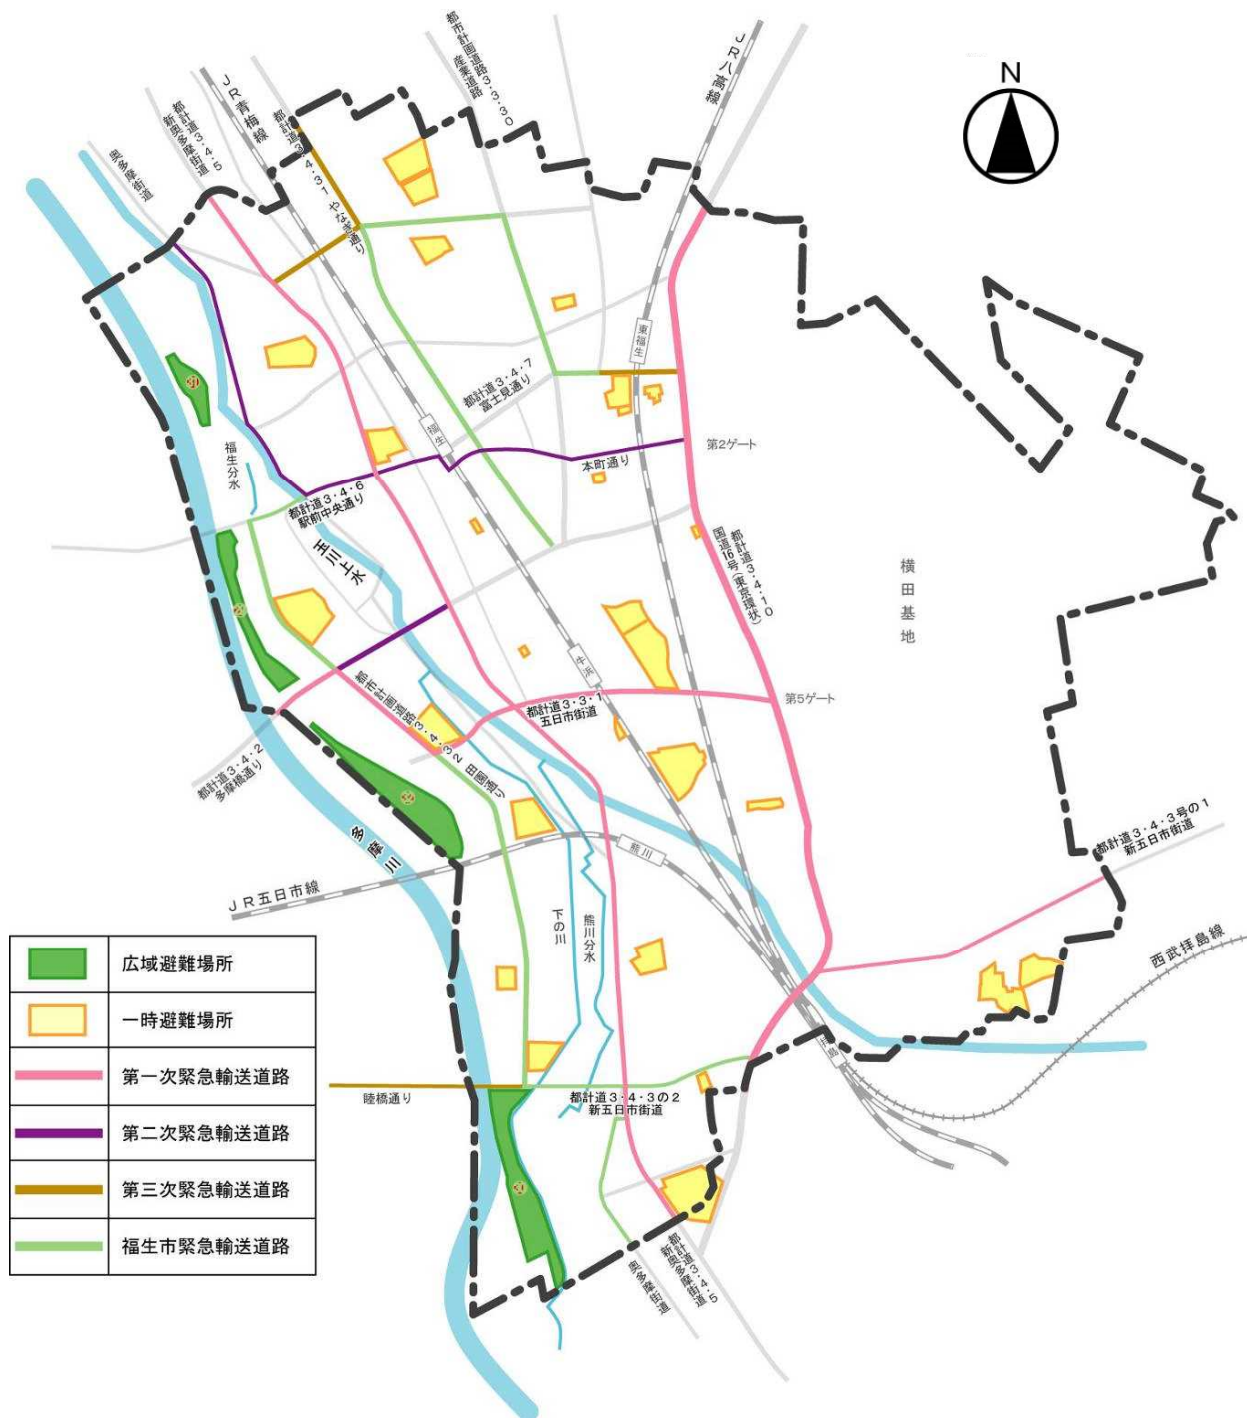 N
都市計画道路3・3・30
産業道路
JR八高線
JR青梅線
都計道3・4・5
新奥多摩街道
奥多摩街道
都計道3・4・31 やなぎ通り
東福生
都計道3・4・7
富士見通り
福生
第2ゲート
本町通り
福生分水
都計道3・4・6
駅前中央通り
玉川上水
都計道3・4・10
国道16号(東京環状)
横田基地
牛浜
第5ゲート
都計道3・3・1
五日市街道
都市計画道路3・4・32 田園通り
都計道3・4・2
多摩橋通り
多摩川
熊川
都計道3・4・3号の1
新五日市街道
JR五日市線
下の川
熊川分水
西武拝島線
拝島
睦橋通り
都計道3・4・3の2
新五日市街道
奥多摩街道
都計道3・4・5
新奥多摩街道
広域避難場所
一時避難場所
第一次緊急輸送道路
第二次緊急輸送道路
第三次緊急輸送道路
福生市緊急輸送道路